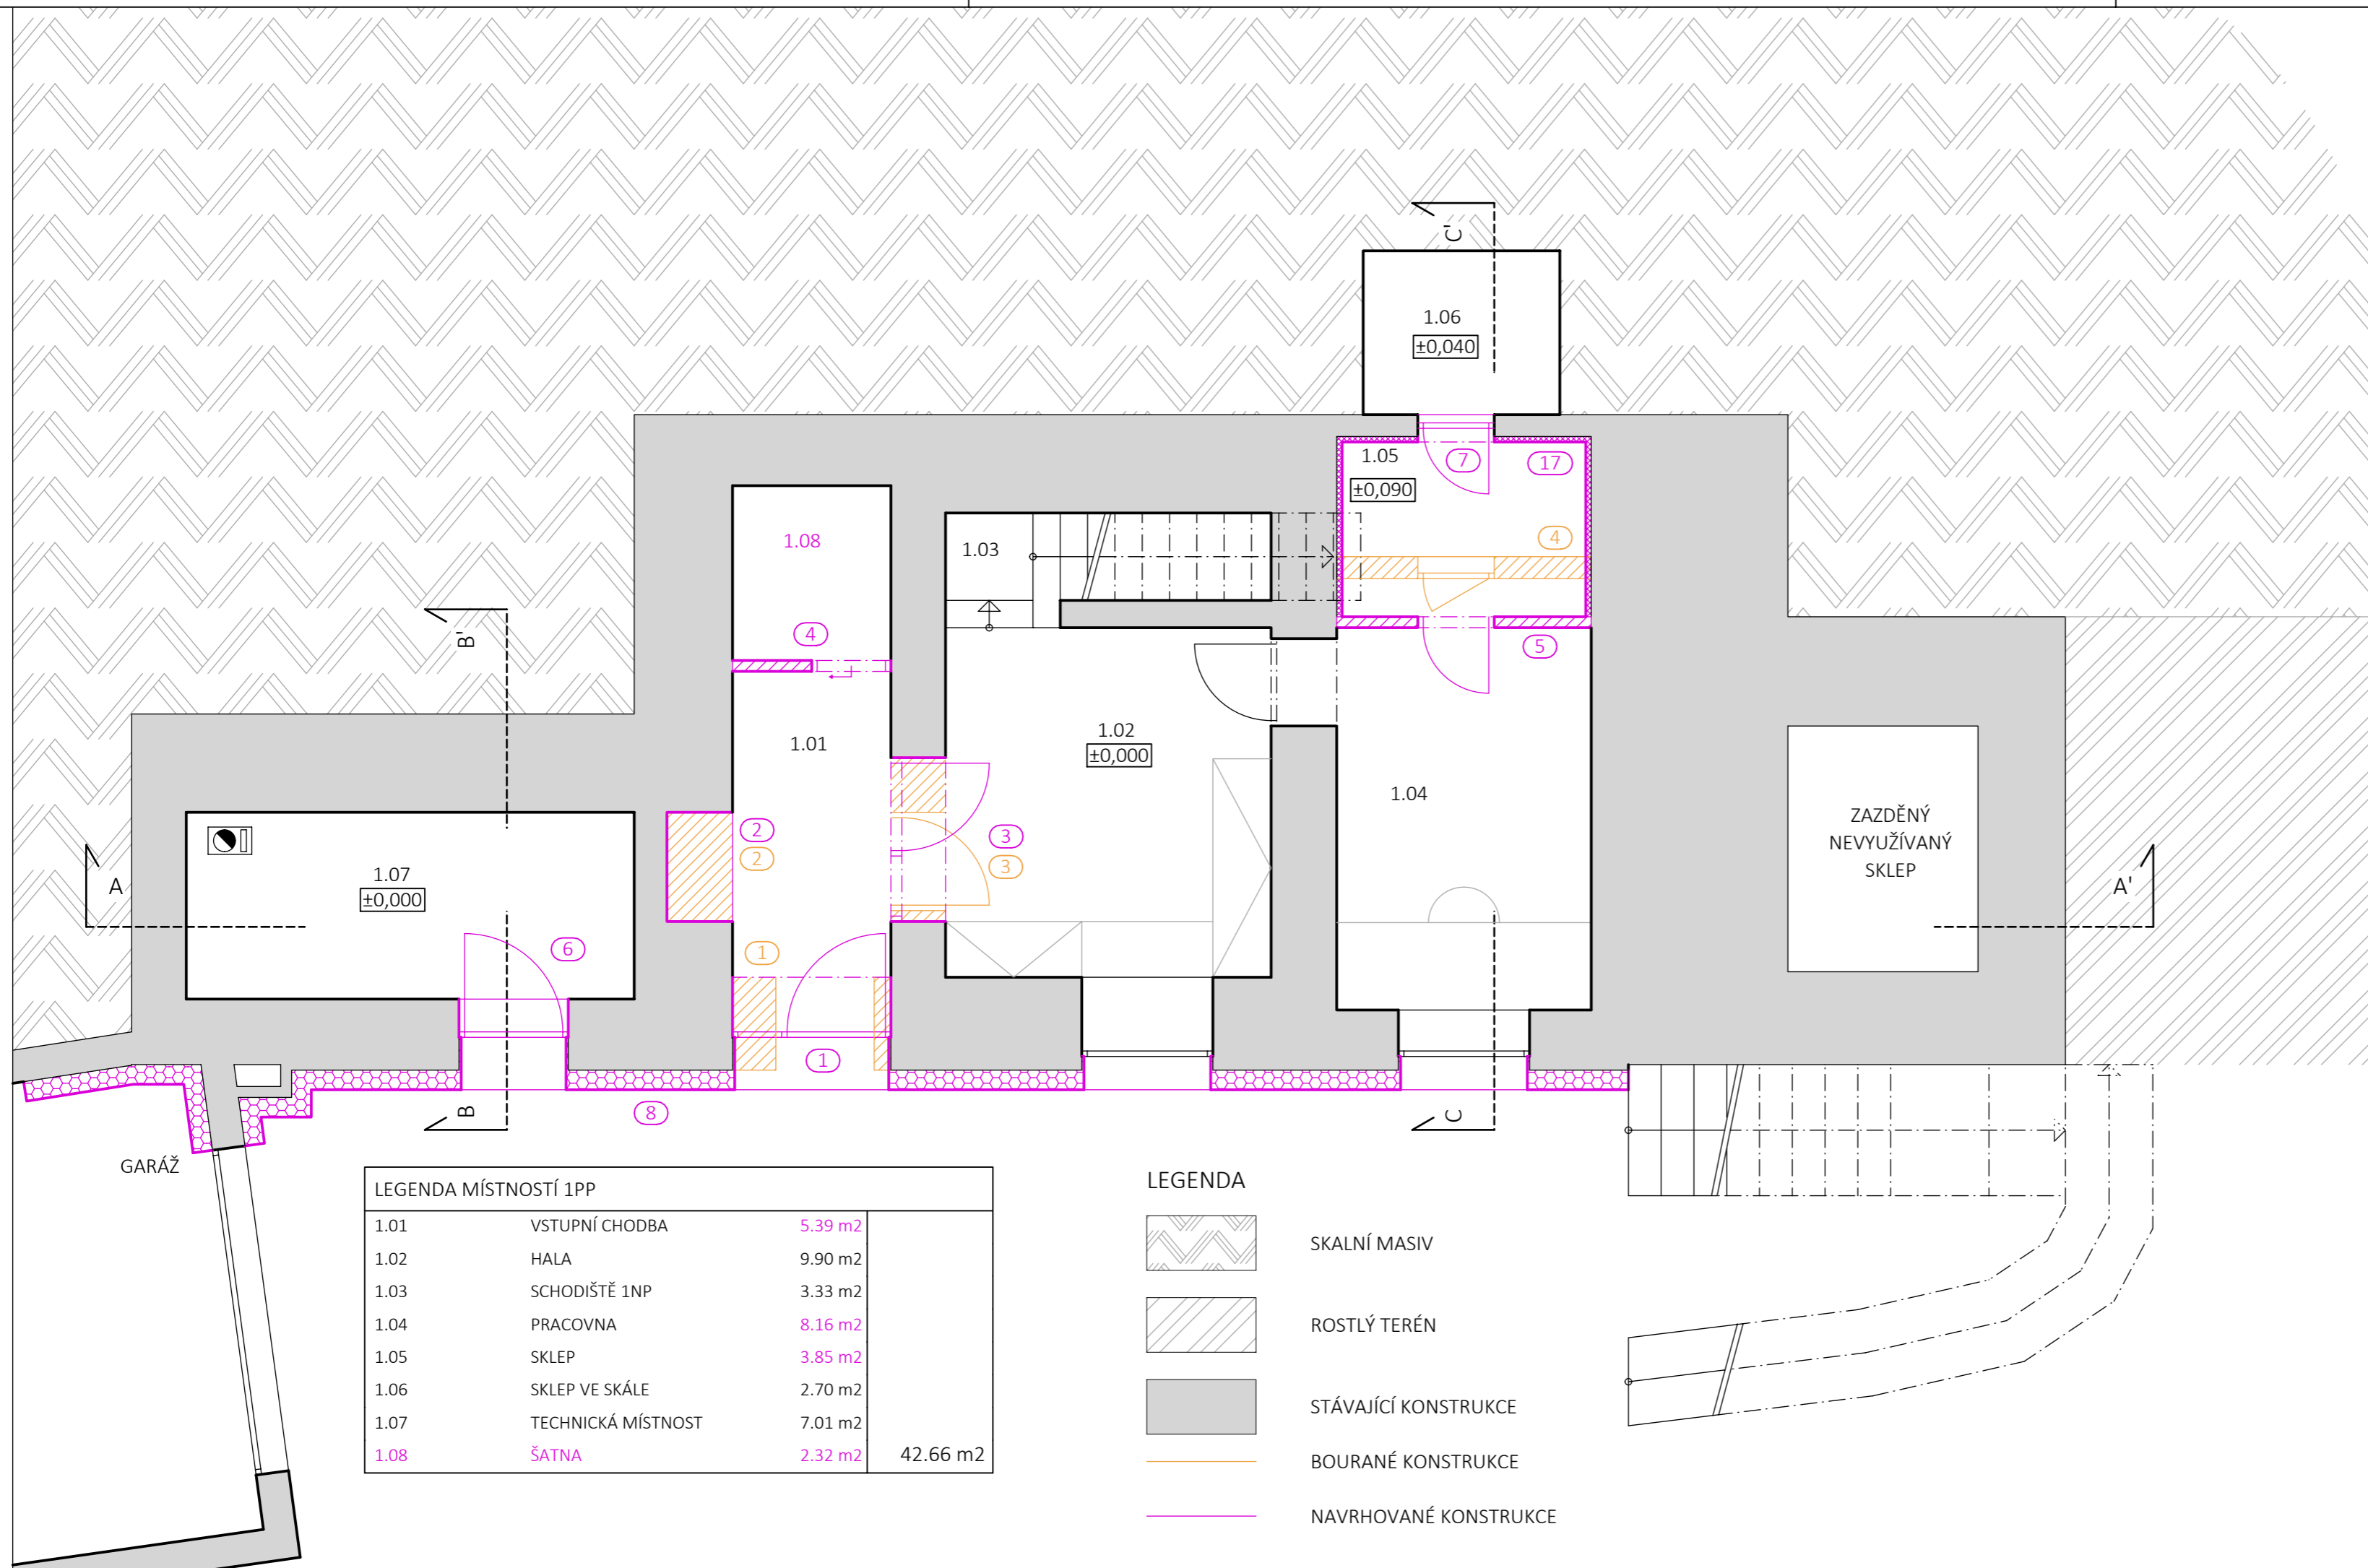 C'
1.06
±0,040
1.05
7
17
±0,090
4
1.08
1.03
4
5
B'
1.02
±0,000
1.01
1.04
2
2
3
3
ZAZDĚNÝ
NEVYUŽÍVANÝ
SKLEP
1.07
±0,000
A
A'
6
1
1
8
B
C
GARÁŽ
LEGENDA MÍSTNOSTÍ 1PP
1.01 VSTUPNÍ CHODBA 5.39 m2
1.02 HALA 9.90 m2
1.03 SCHODIŠTĚ 1NP 3.33 m2
1.04 PRACOVNA 8.16 m2
1.05 SKLEP 3.85 m2
1.06 SKLEP VE SKÁLE 2.70 m2
1.07 TECHNICKÁ MÍSTNOST 7.01 m2
1.08 ŠATNA 2.32 m2 42.66 m2
LEGENDA
SKALNÍ MASIV
ROSTLÝ TERÉN
STÁVAJÍCÍ KONSTRUKCE
BOURANÉ KONSTRUKCE
NAVRHOVANÉ KONSTRUKCE